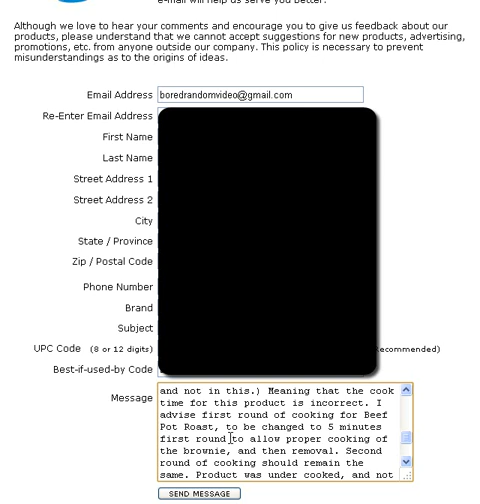 e-mail will help us serve you better.
Although we love to hear your comments and encourage you to give us feedback about our
products, please understand that we cannot accept suggestions for new products, advertising,
promotions, etc. from anyone outside our company. This policy is necessary to prevent
misunderstandings as to the origins of ideas.
Email Address boredrandomvideo@gmail.com
Re-Enter Email Address
First Name
Last Name
Street Address 1
Street Address 2
City
State / Province
Zip / Postal Code
Phone Number
Brand
Subject
UPC Code (8 or 12 digits) Recommended)
Best-if-used-by Code
Message
and not in this.) Meaning that the cook
time for this product is incorrect. I
advise first round of cooking for Beef
Pot Roast, to be changed to 5 minutes
first round to allow proper cooking of
the brownie, and then removal. Second
round of cooking should remain the
same. Product was under cooked, and not
SEND MESSAGE